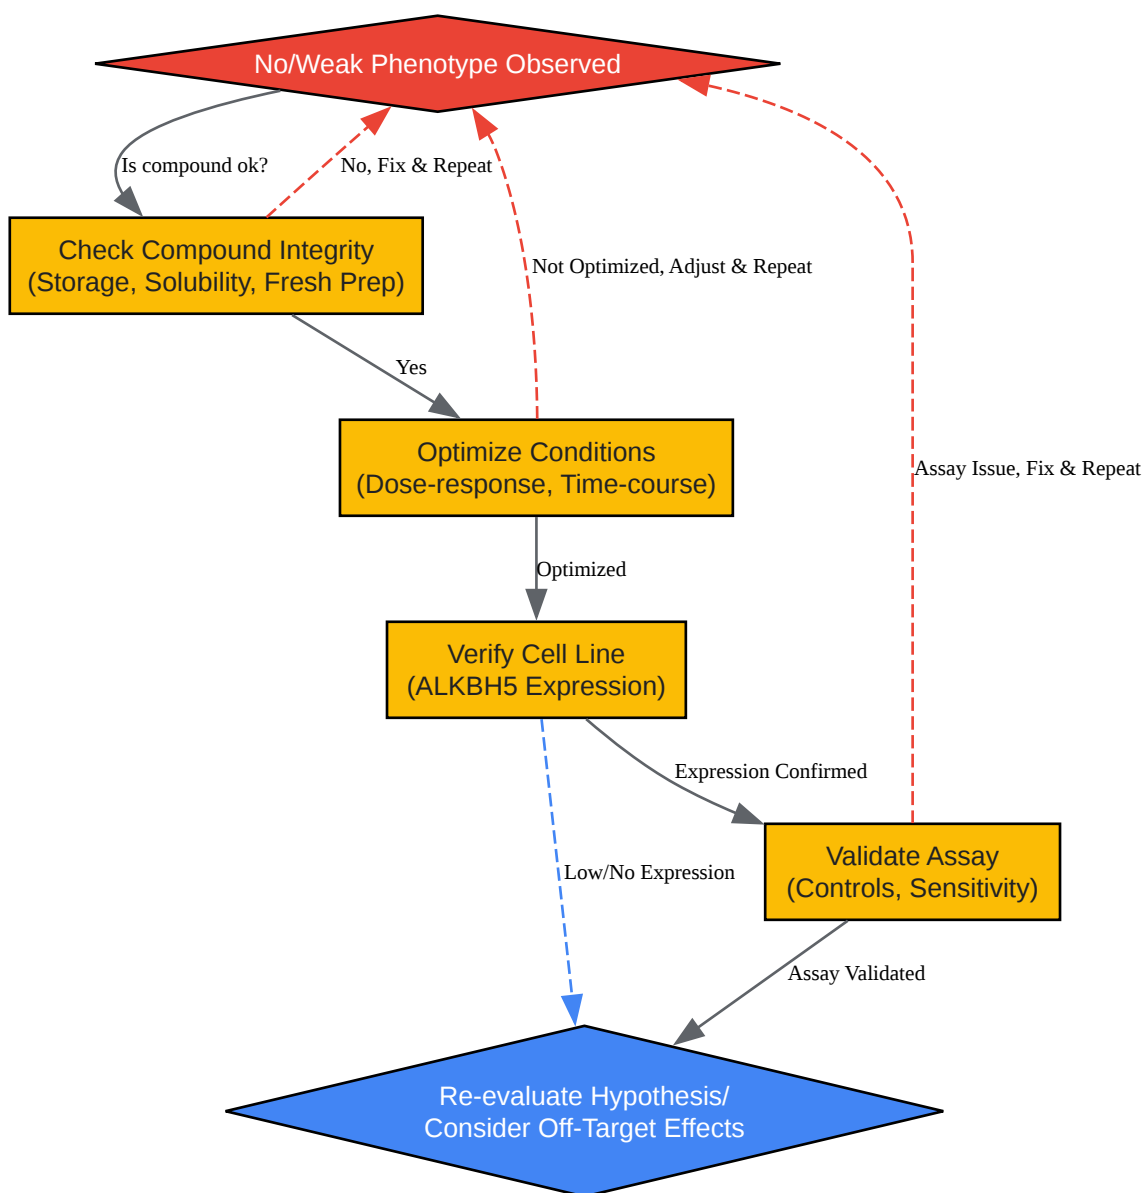 No/Weak Phenotype Observed
Is compound ok?
No, Fix & Repeat
Check Compound Integrity
(Storage, Solubility, Fresh Prep)
Not Optimized, Adjust & Repeat
Yes
Optimize Conditions
(Dose-response, Time-course)
Assay Issue, Fix & Repeat
Optimized
Verify Cell Line
(ALKBH5 Expression)
Expression Confirmed
Validate Assay
(Controls, Sensitivity)
Low/No Expression
Assay Validated
Re-evaluate Hypothesis/
Consider Off-Target Effects